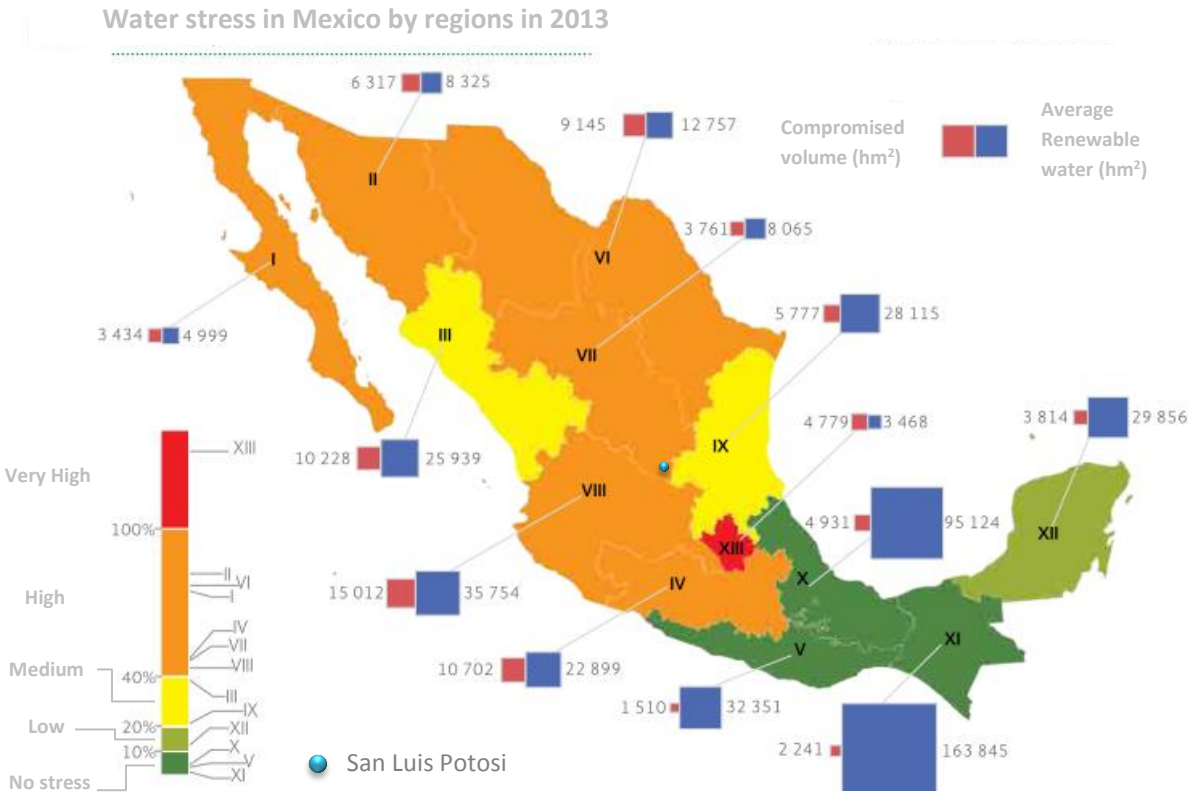 Water stress in Mexico by regions in 2013
6 317 8 325
9 145 12 757
Compromised
volume (hm²)
Average
Renewable
water (hm²)
II
3 761 8 065
VI
I
5 777 28 115
3 434 4 999
III
VII
4 779 3 468
3 814 29 856
XIII
IX
10 228 25 939
Very High
VIII
4 931 95 124
100%
XII
XIII
II
VI
I
X
15 012 35 754
IV
High
IV
VII
VIII
XI
V
Medium
40%
10 702 22 899
III
IX
1 510 32 351
20%
Low
XII
X
10%
V
XI
2 241 163 845
San Luis Potosi
No stress